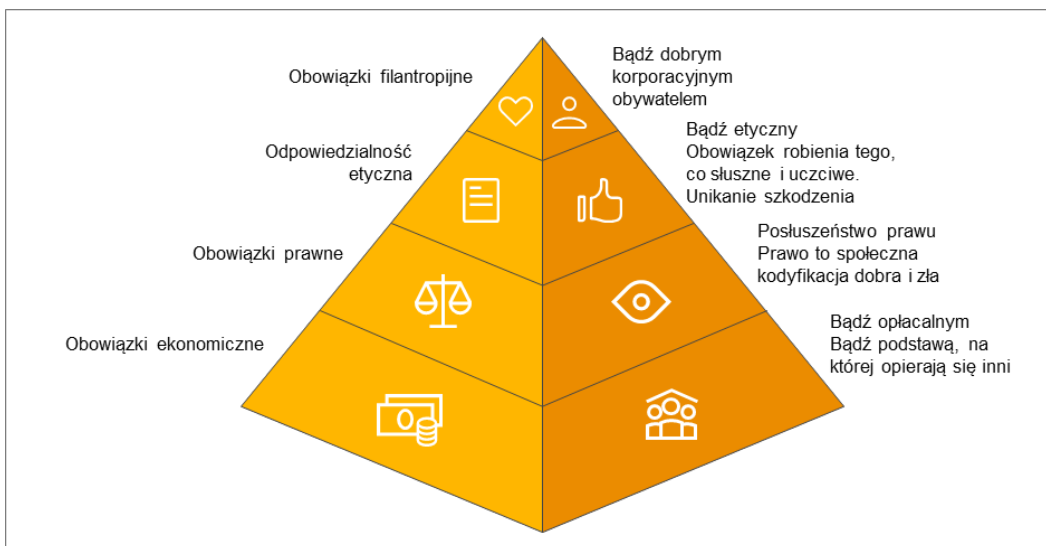 Obowiązki filantropijne
Bądź dobrym
korporacyjnym
obywatelem
Odpowiedzialność
etyczna
Bądź etyczny
Obowiązek robienia tego,
co słuszne i uczciwe.
Unikanie szkodzenia
Obowiązki prawne
Posłuszeństwo prawu
Prawo to społeczna
kodyfikacja dobra i zła
Obowiązki ekonomiczne
Bądź opłacalnym
Bądź podstawą, na
której opierają się inni